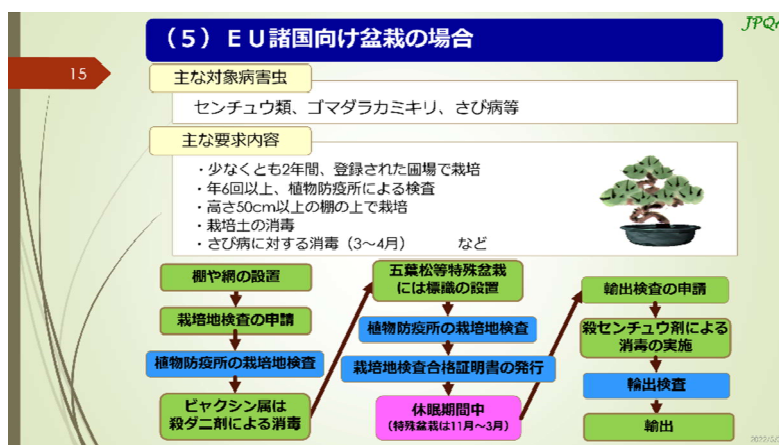 （５）ＥＵ諸国向け盆栽の場合
15
主な対象病害虫
センチュウ類、ゴマダラカミキリ、さび病等
主な要求内容
・少なくとも2年間、登録された圃場で栽培
・年6回以上、植物防疫所による検査
・高さ50cm以上の棚の上で栽培
・栽培土の消毒
・さび病に対する消毒（3～4月）　　　など
棚や網の設置
栽培地検査の申請
植物防疫所の栽培地検査
ビャクシン属は
殺ダニ剤による消毒
五葉松等特殊盆栽
には標識の設置
植物防疫所の栽培地検査
栽培地検査合格証明書の発行
休眠期間中
（特殊盆栽は11月～3月）
輸出検査の申請
殺センチュウ剤による
消毒の実施
輸出検査
輸出